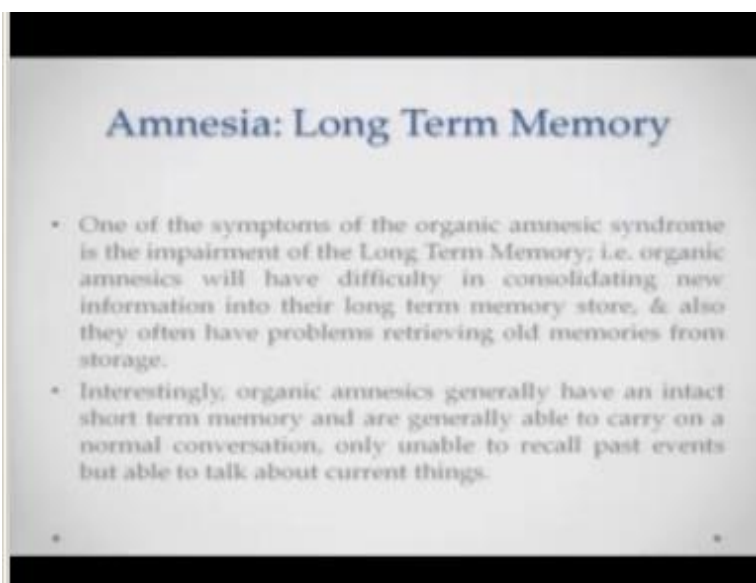 Amnesia: Long Term Memory
• One of the symptoms of the organic amnesic syndrome
is the impairment of the Long Term Memory; i.e. organic
amnesics will have difficulty in consolidating new
information into their long term memory store, & also
they often have problems retrieving old memories from
storage.
• Interestingly, organic amnesics generally have an intact
short term memory and are generally able to carry on a
normal conversation, only unable to recall past events
but able to talk about current things.